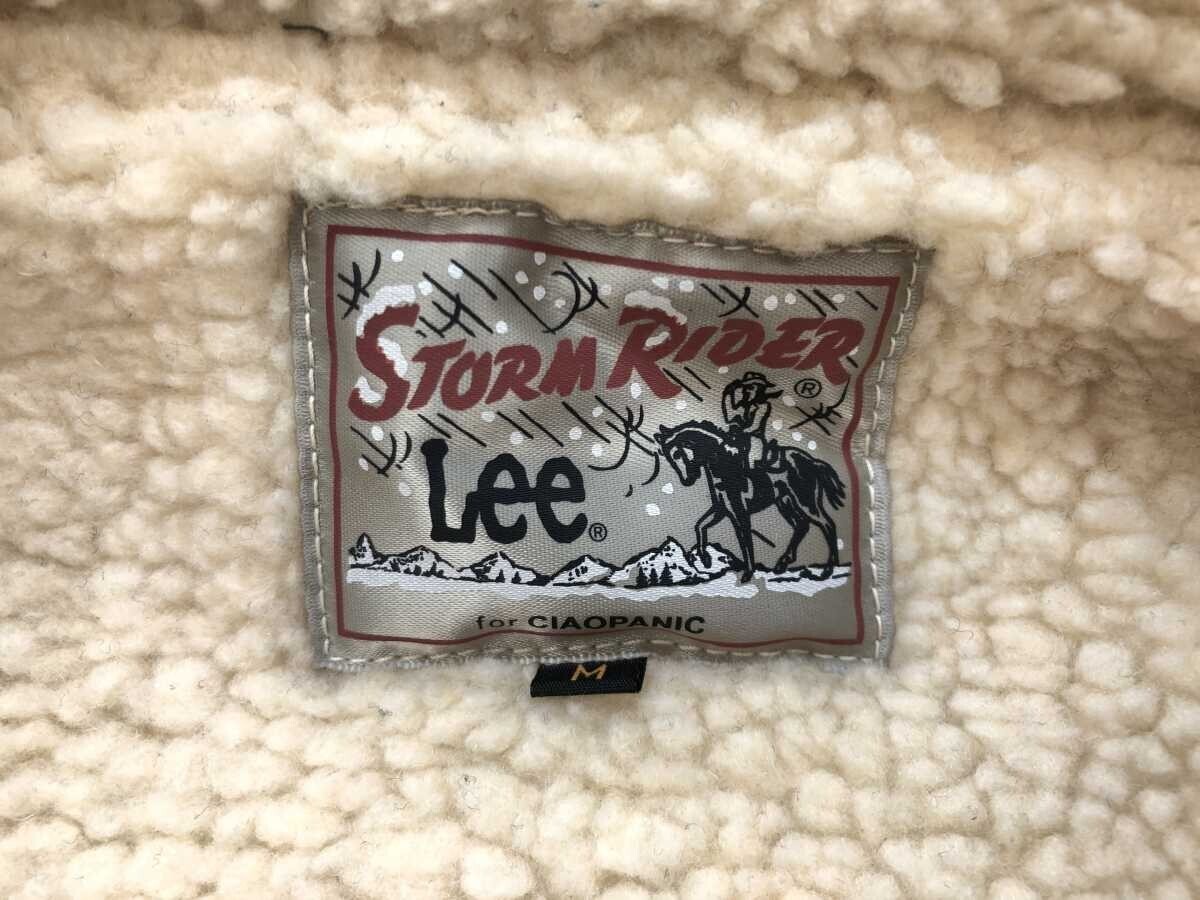 STORM RIDER ®
Lee ®
for CIAOPANIC
M